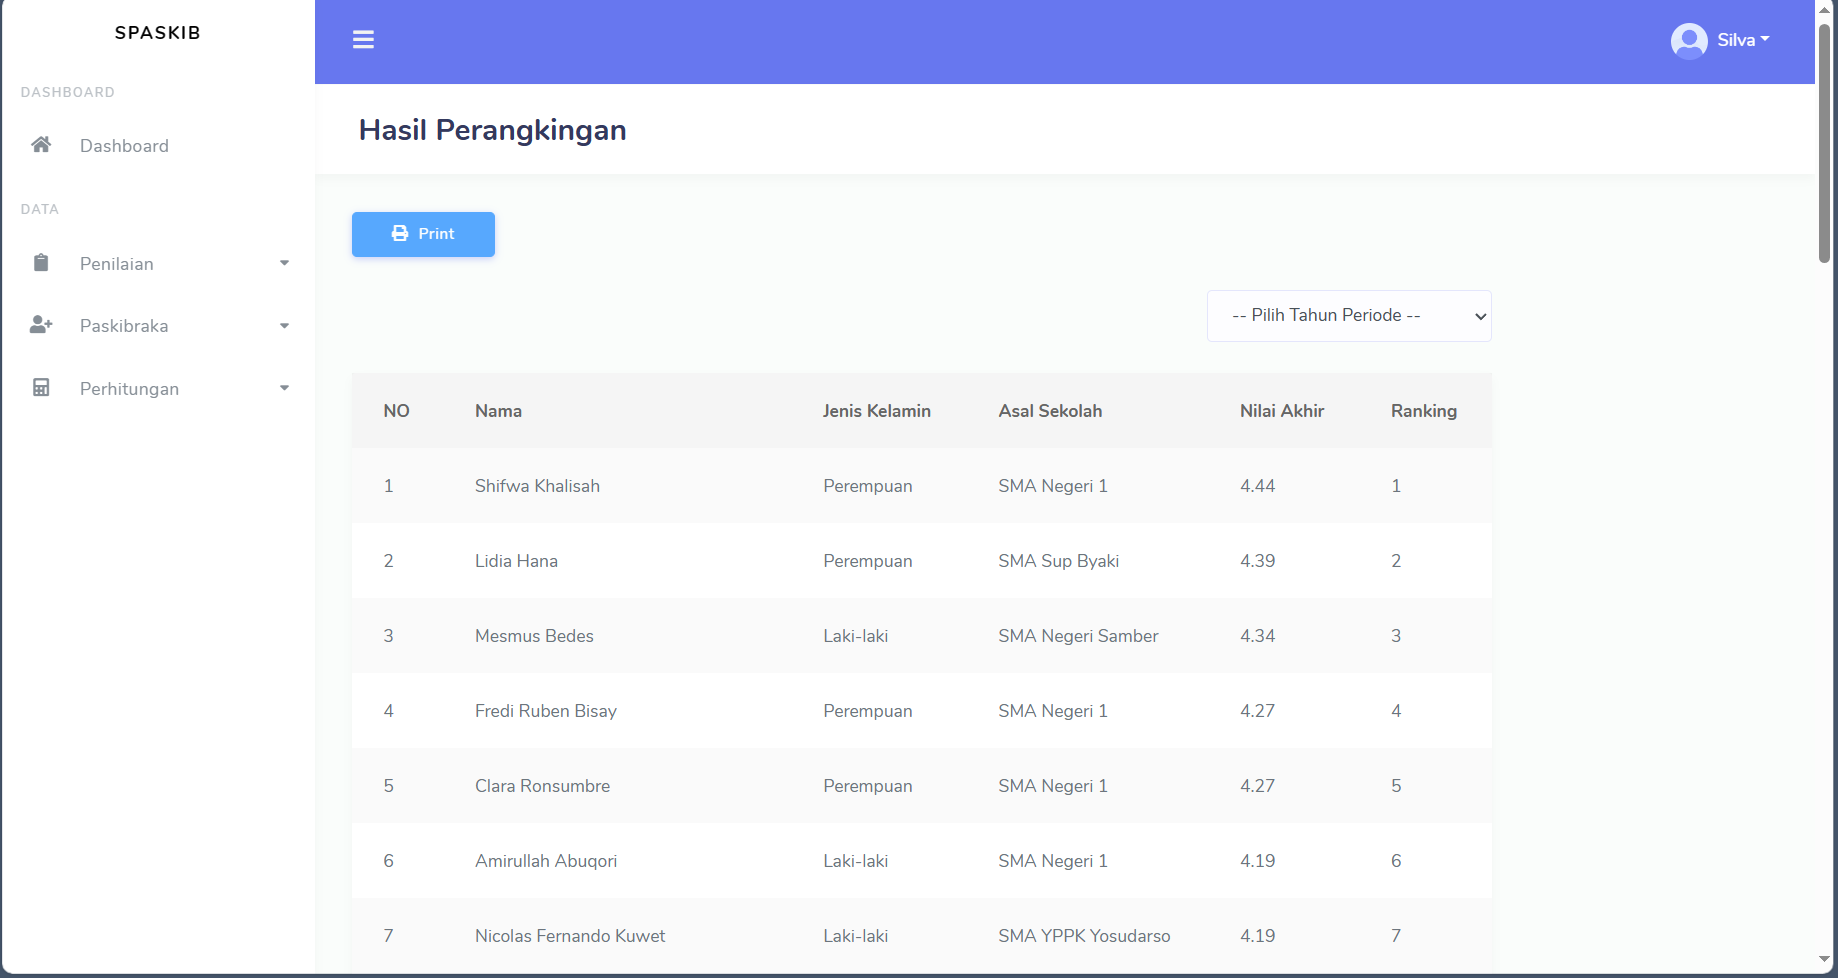 SPASKIB
Silva
DASHBOARD
Dashboard
DATA
Penilaian
Paskibraka
Perhitungan
Hasil Perangkingan
Print
-- Pilih Tahun Periode --
NO Nama Jenis Kelamin Asal Sekolah Nilai Akhir Ranking
1 Shifwa Khalisah Perempuan SMA Negeri 1 4.44 1
2 Lidia Hana Perempuan SMA Sup Byaki 4.39 2
3 Mesmus Bedes Laki-laki SMA Negeri Samber 4.34 3
4 Fredi Ruben Bisay Perempuan SMA Negeri 1 4.27 4
5 Clara Ronsumbre Perempuan SMA Negeri 1 4.27 5
6 Amirullah Abuqori Laki-laki SMA Negeri 1 4.19 6
7 Nicolas Fernando Kuwet Laki-laki SMA YPPK Yosudarso 4.19 7